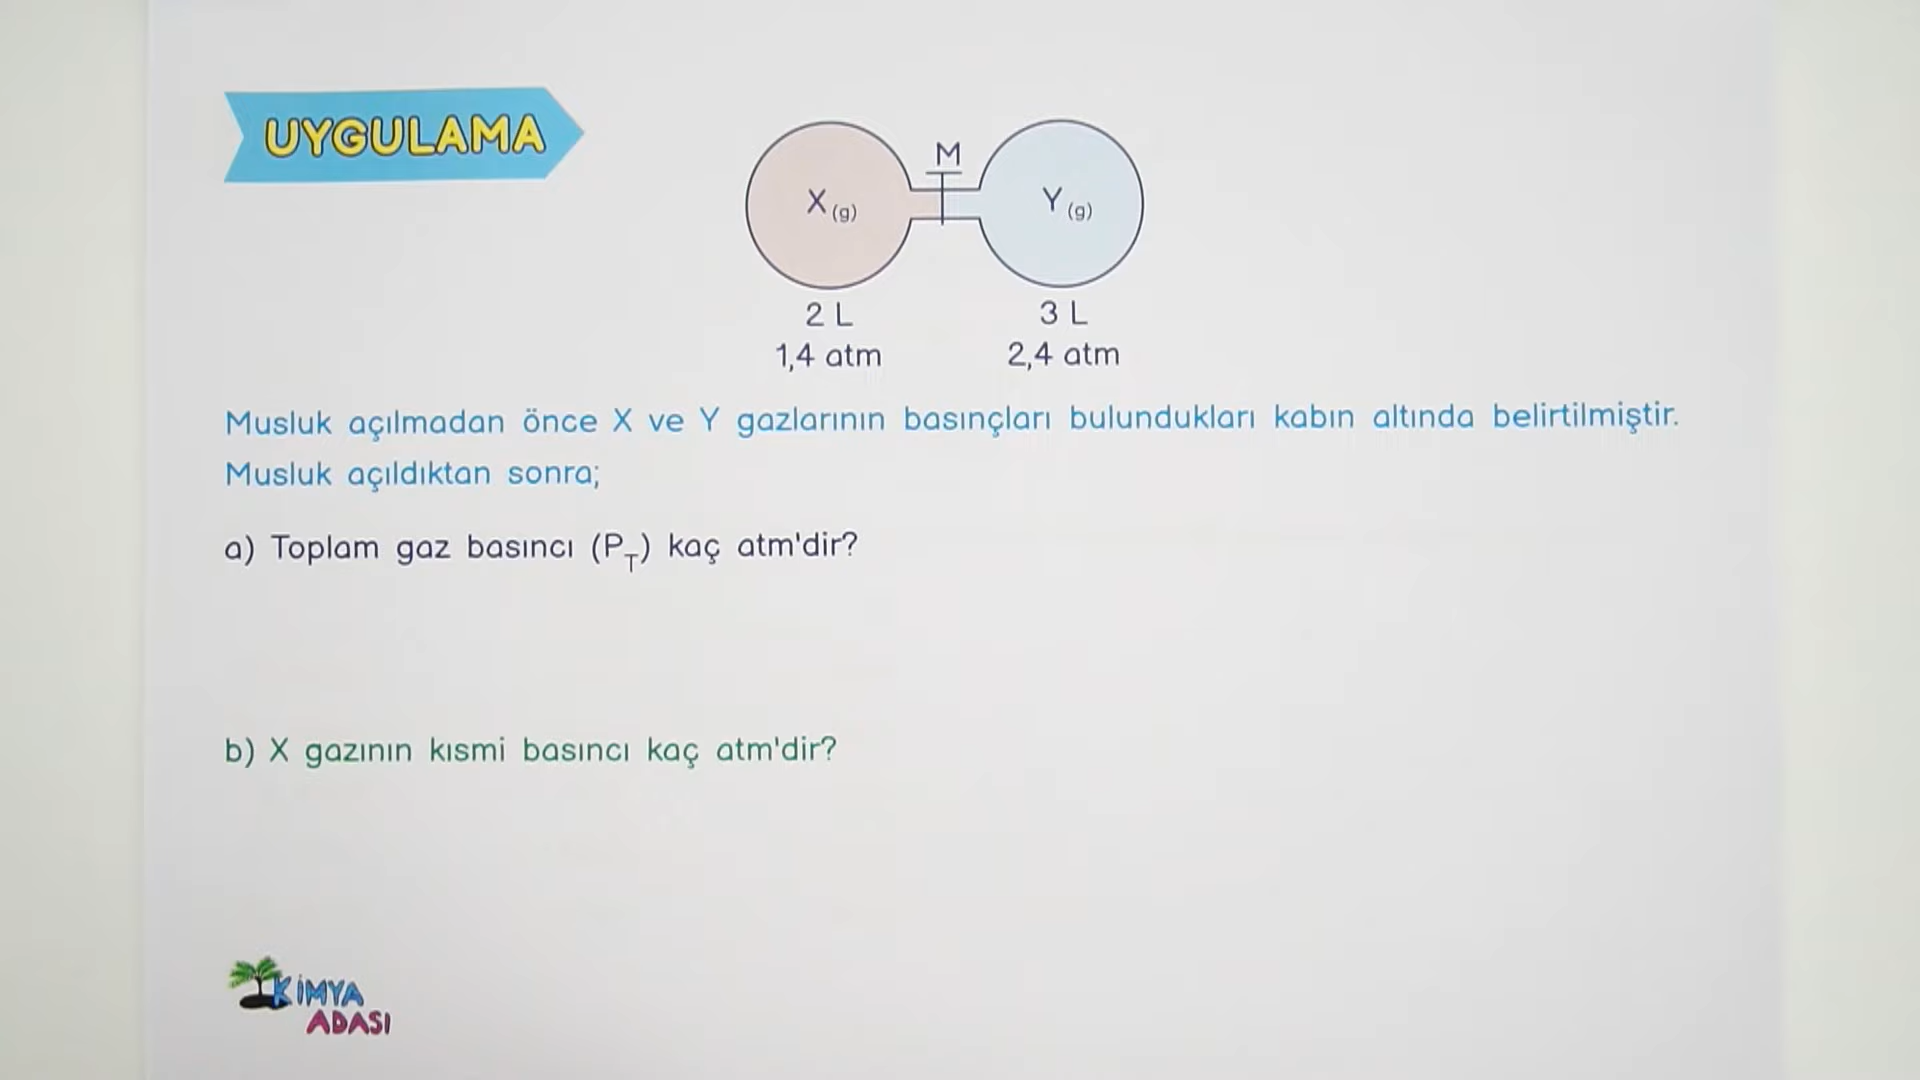 UYGULAMA
M
X (g)
Y (g)
2 L
3 L
1,4 atm
2,4 atm
Musluk açılmadan önce X ve Y gazlarının basınçları bulundukları kabın altında belirtilmiştir.
Musluk açıldıktan sonra;
a) Toplam gaz basıncı (PT) kaç atm'dir?
b) X gazının kısmi basıncı kaç atm'dir?
KİMYA
ADASI